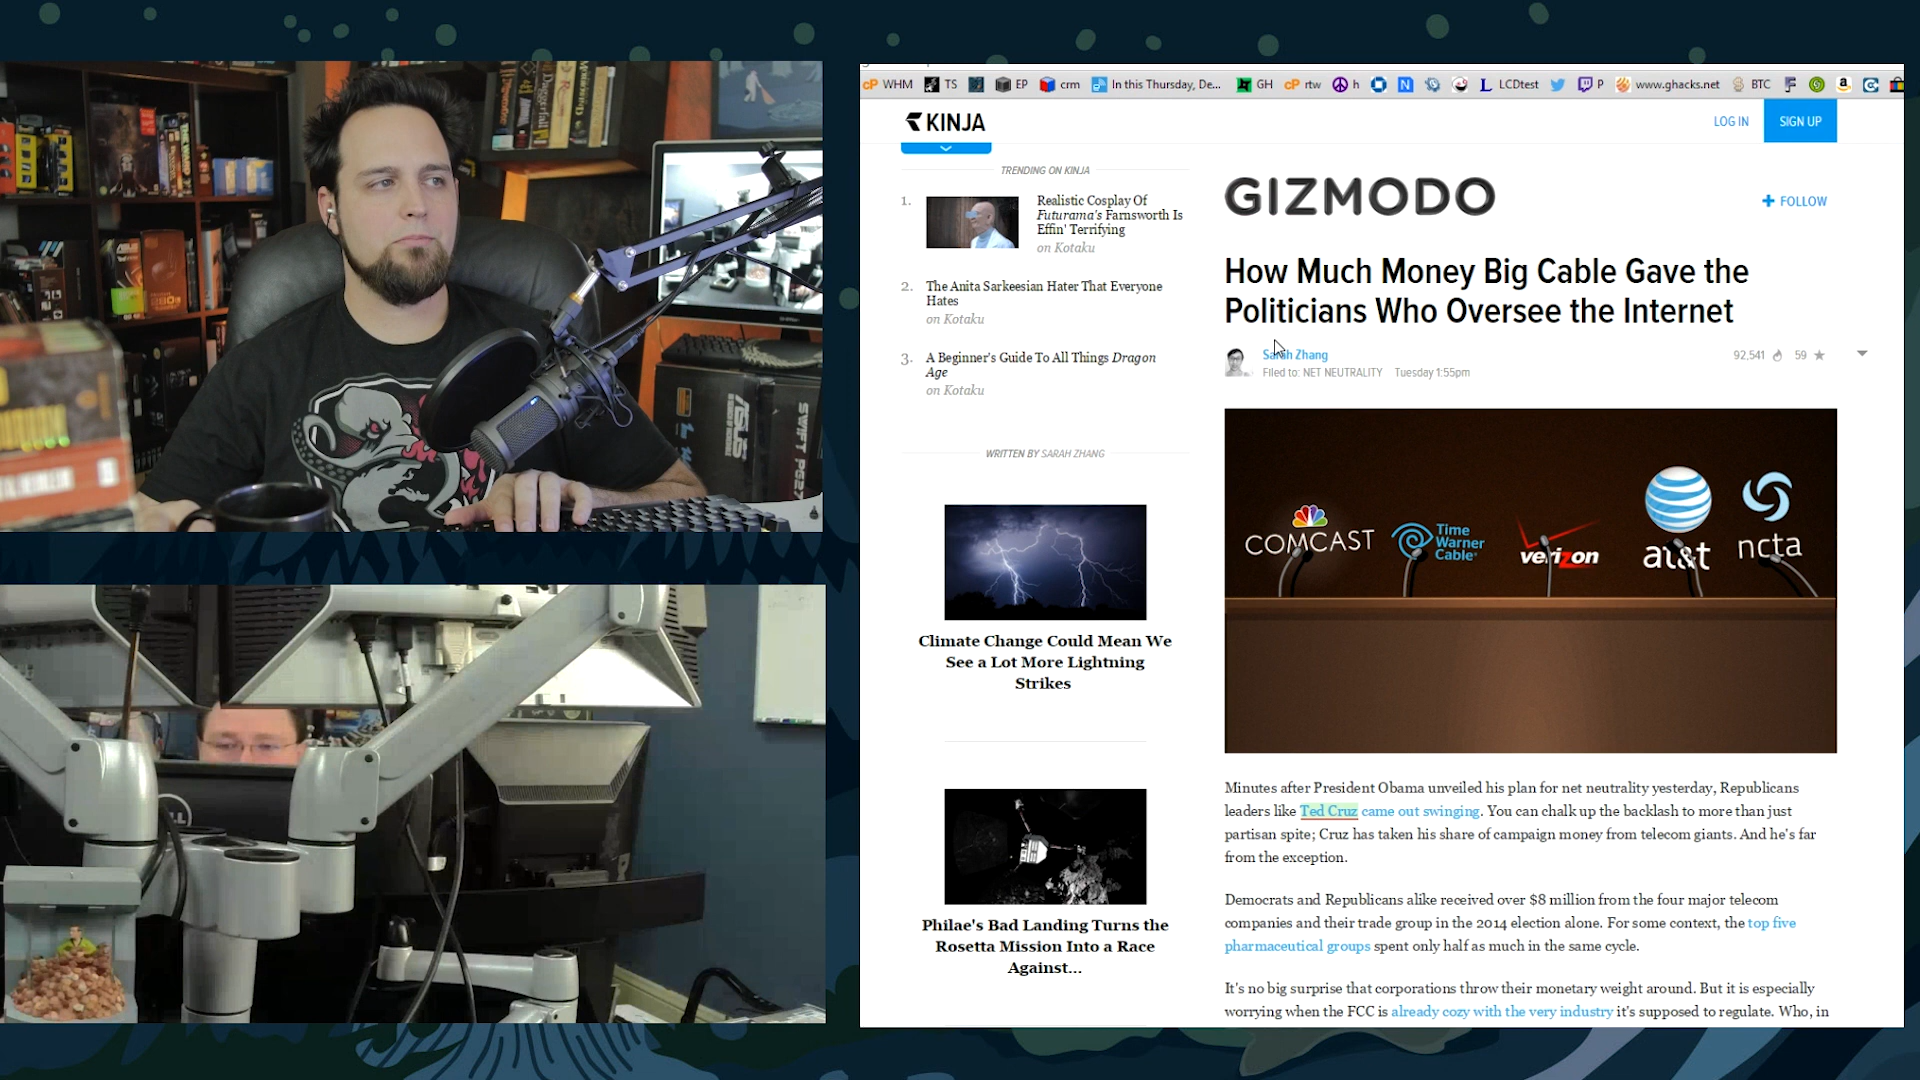 WHM
TS
EP
crm
In this Thursday, De...
GH
rtw
h
LCDtest
P
www.ghacks.net
BTC
KINJA
LOG IN
SIGN UP
TRENDING ON KINJA
1.
Realistic Cosplay Of
Futurama's Farnsworth Is
Effin' Terrifying
on Kotaku
2.
The Anita Sarkeesian Hater That Everyone
Hates
on Kotaku
3.
A Beginner's Guide To All Things Dragon
Age
on Kotaku
WRITTEN BY SARAH ZHANG
Climate Change Could Mean We
See a Lot More Lightning
Strikes
Philae's Bad Landing Turns the
Rosetta Mission Into a Race
Against...
GIZMODO
FOLLOW
How Much Money Big Cable Gave the
Politicians Who Oversee the Internet
Sarah Zhang
92,541
59
Filed to: NET NEUTRALITY Tuesday 1:55pm
COMCAST
Time
Warner
Cable
verizon
at&t
ncta
Minutes after President Obama unveiled his plan for net neutrality yesterday, Republicans
leaders like Ted Cruz came out swinging. You can chalk up the backlash to more than just
partisan spite; Cruz has taken his share of campaign money from telecom giants. And he's far
from the exception.
Democrats and Republicans alike received over $8 million from the four major telecom
companies and their trade group in the 2014 election alone. For some context, the top five
pharmaceutical groups spent only half as much in the same cycle.
It's no big surprise that corporations throw their monetary weight around. But it is especially
worrying when the FCC is already cozy with the very industry it's supposed to regulate. Who, in
Daggerfall
ASUS
SWIFT PG27
DELL